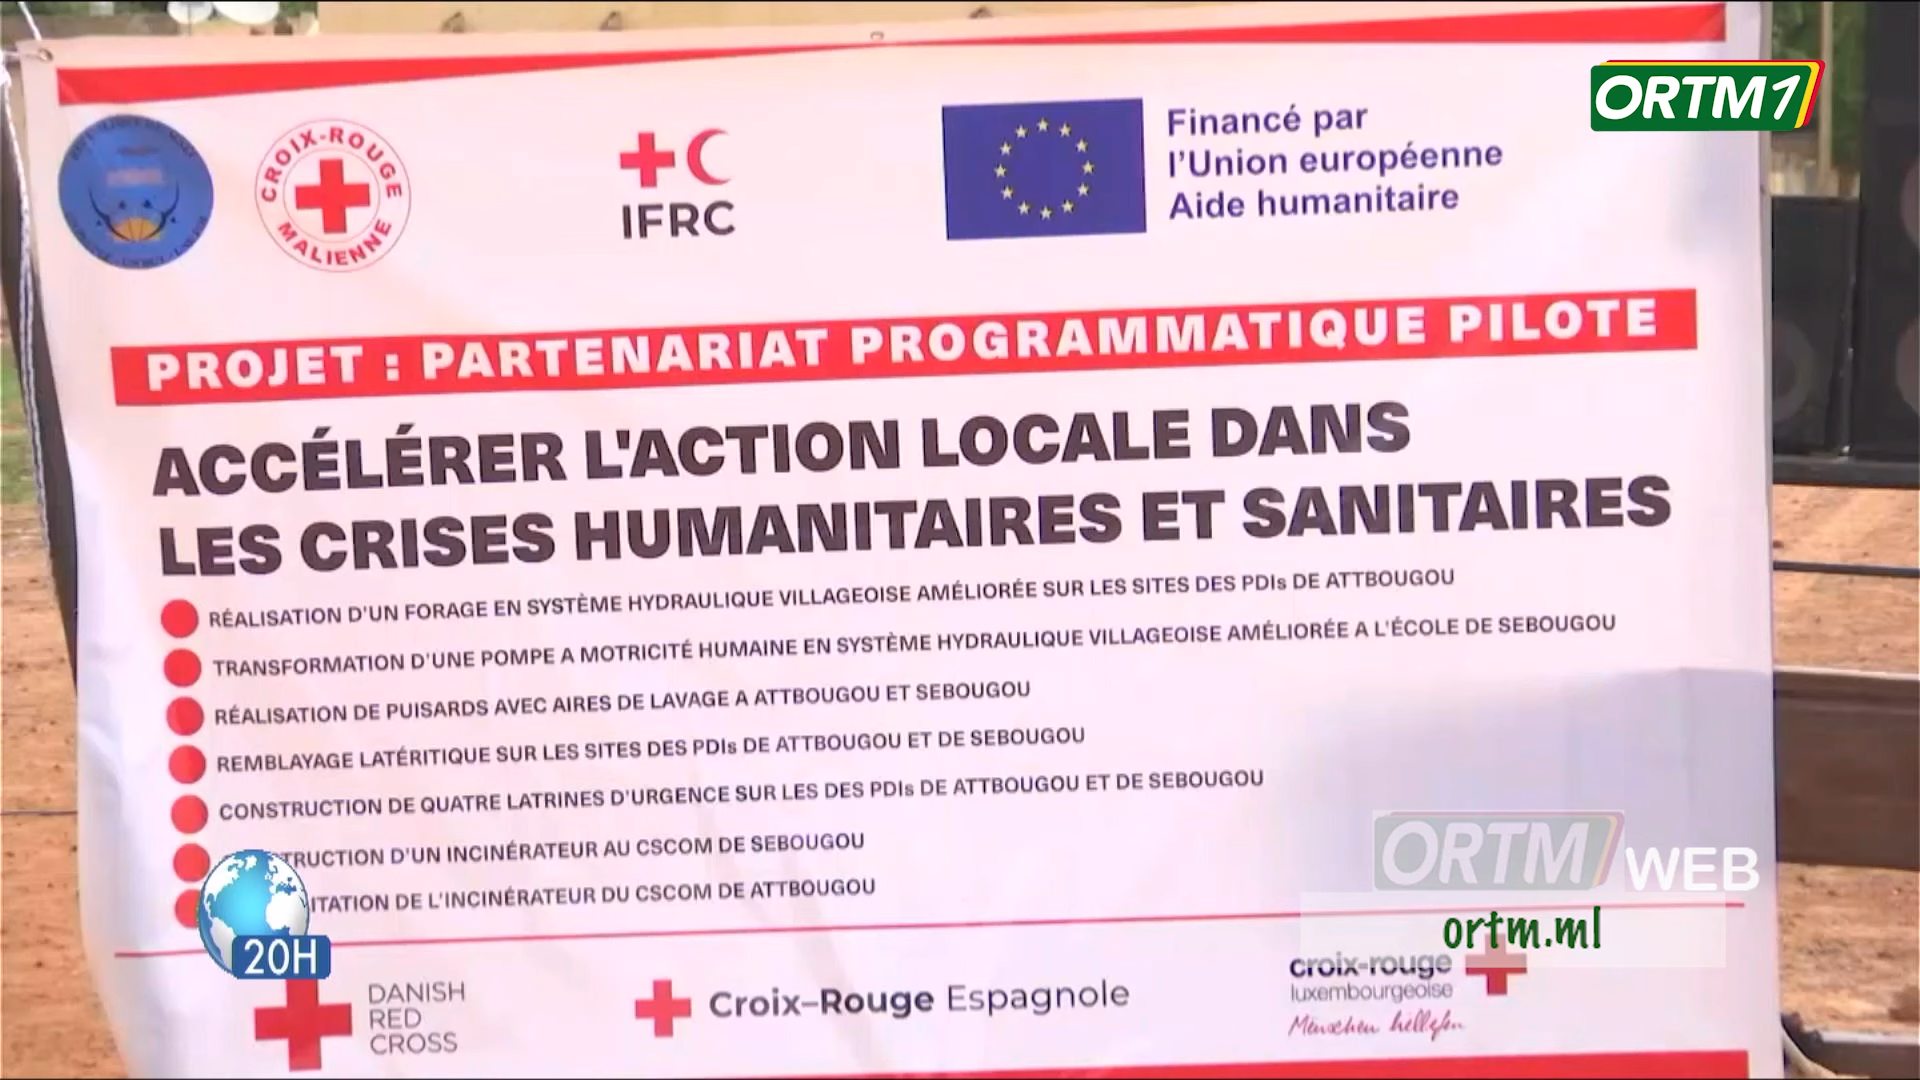 ORTM1
CROIX-ROUGE
MALIENNE
IFRC
Financé par
l'Union européenne
Aide humanitaire
PROJET : PARTENARIAT PROGRAMMATIQUE PILOTE
ACCÉLÉRER L'ACTION LOCALE DANS
LES CRISES HUMANITAIRES ET SANITAIRES
RÉALISATION D'UN FORAGE EN SYSTÈME HYDRAULIQUE VILLAGEOISE AMÉLIORÉE SUR LES SITES DES PDIs DE ATTBOUGOU
TRANSFORMATION D'UNE POMPE A MOTRICITÉ HUMAINE EN SYSTÈME HYDRAULIQUE VILLAGEOISE AMÉLIORÉE A L'ÉCOLE DE SEBOUGOU
RÉALISATION DE PUISARDS AVEC AIRES DE LAVAGE A ATTBOUGOU ET SEBOUGOU
REMBLAYAGE LATÉRITIQUE SUR LES SITES DES PDIs DE ATTBOUGOU ET DE SEBOUGOU
CONSTRUCTION DE QUATRE LATRINES D'URGENCE SUR LES DES PDIs DE ATTBOUGOU ET DE SEBOUGOU
TRUCTION D'UN INCINÉRATEUR AU CSCOM DE SEBOUGOU
ITATION DE L'INCINÉRATEUR DU CSCOM DE ATTBOUGOU
ORTM WEB
ortm.ml
20H
DANISH
RED
CROSS
Croix-Rouge Espagnole
croix-rouge
luxembourgeoise
Mënschen hëllefen